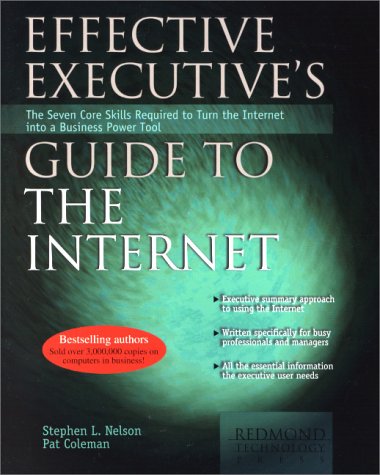 EFFECTIVE
EXECUTIVE'S
The Seven Core Skills Required to Turn the Internet
into a Business Power Tool
GUIDE TO
THE
INTERNET
Executive summary approach
to using the Internet
Written specifically for busy
professionals and managers
All the essential information
the executive user needs
Bestselling authors
Sold over 3,000,000 copies on
computers in business!
Stephen L. Nelson
Pat Coleman
REDMOND
TECHNOLOGY
PRESS